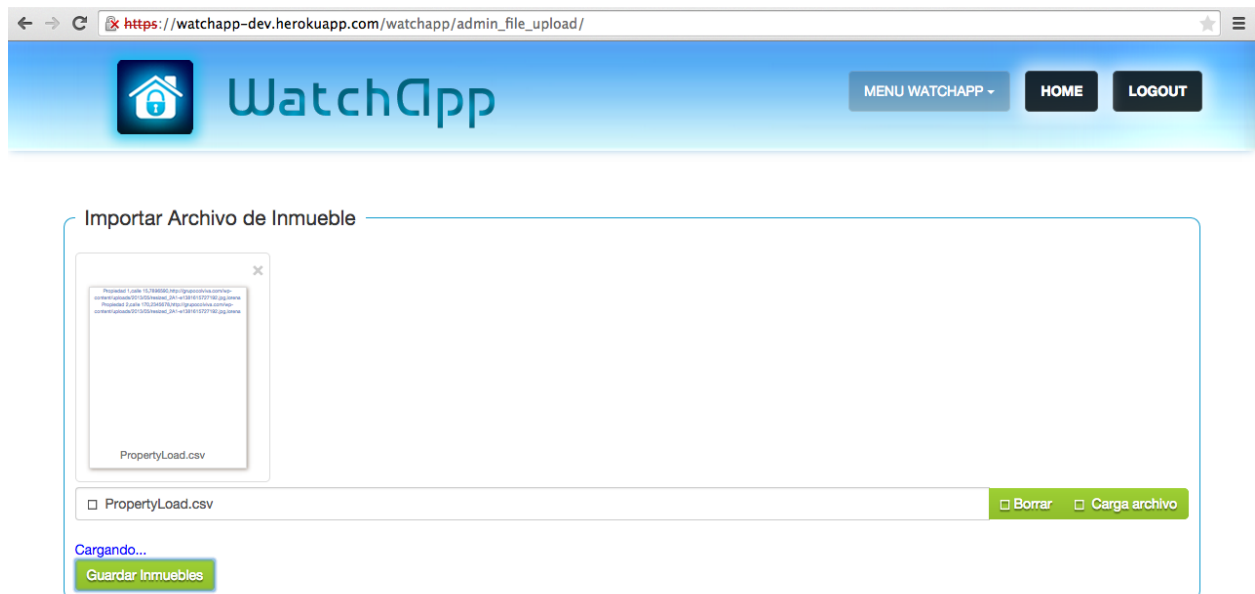 https://watchapp-dev.herokuapp.com/watchapp/admin_file_upload/
WatchApp
MENU WATCHAPP
HOME
LOGOUT
Importar Archivo de Inmueble
PropertyLoad.csv
PropertyLoad.csv
Borrar
Carga archivo
Cargando...
Guardar Inmuebles